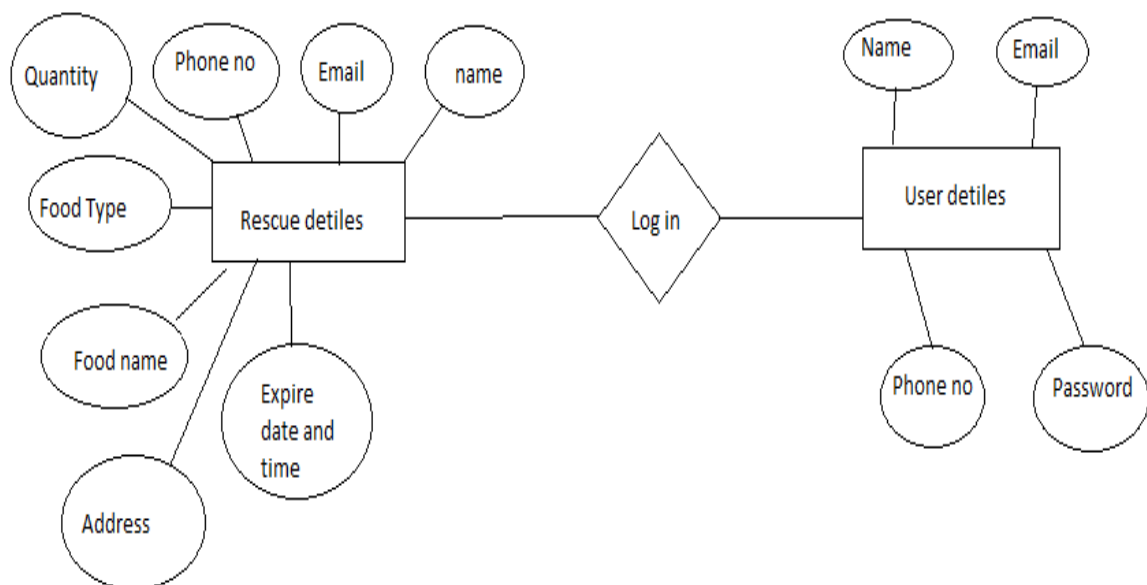 Quantity
Phone no
Email
name
Name
Email
Food Type
Rescue detiles
Log in
User detiles
Food name
Expire
date and
time
Address
Phone no
Password